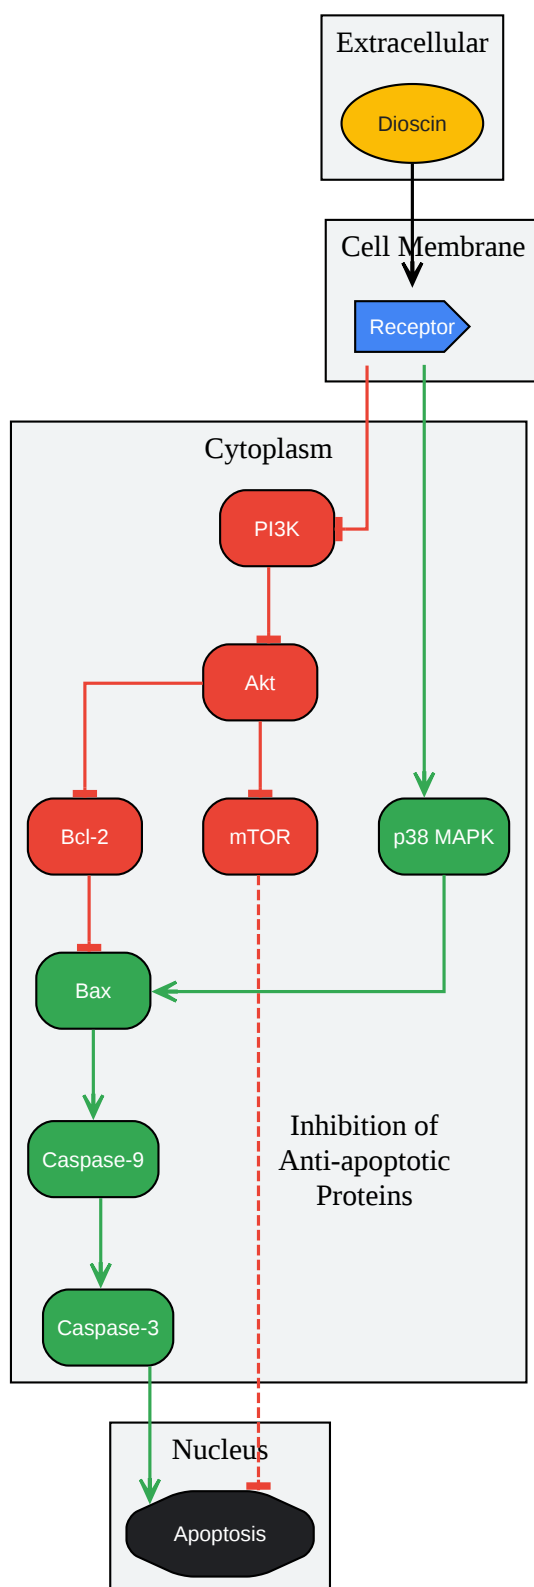 Extracellular
Dioscin
Cell Membrane
Receptor
Cytoplasm
PI3K
Akt
Bcl-2
mTOR
p38 MAPK
Bax
Inhibition of
Anti-apoptotic
Proteins
Caspase-9
Caspase-3
Nucleus
Apoptosis